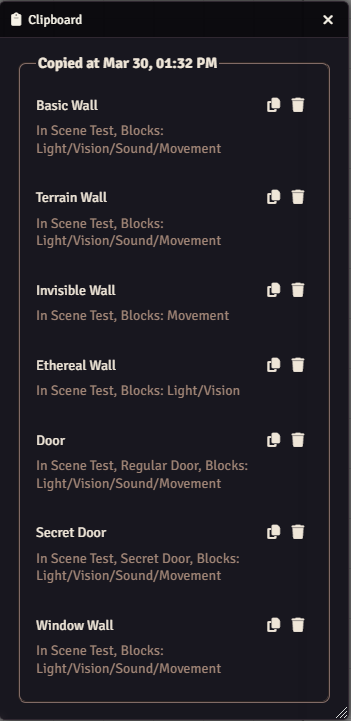 Clipboard
Copied at Mar 30, 01:32 PM
Basic Wall
In Scene Test, Blocks:
Light/Vision/Sound/Movement
Terrain Wall
In Scene Test, Blocks:
Light/Vision/Sound/Movement
Invisible Wall
In Scene Test, Blocks: Movement
Ethereal Wall
In Scene Test, Blocks: Light/Vision
Door
In Scene Test, Regular Door, Blocks:
Light/Vision/Sound/Movement
Secret Door
In Scene Test, Secret Door, Blocks:
Light/Vision/Sound/Movement
Window Wall
In Scene Test, Blocks:
Light/Vision/Sound/Movement